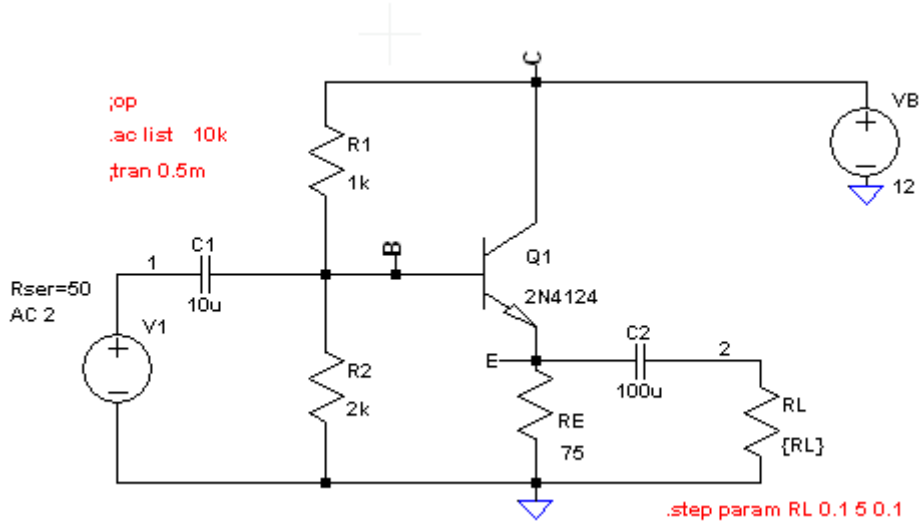 C
;op
.ac list 10k
;tran 0.5m
R1
1k
VB
12
B
C1
1
10u
Rser=50
AC 2
V1
Q1
2N4124
E
C2
2
100u
R2
2k
RE
75
RL
{RL}
.step param RL 0.1 5 0.1